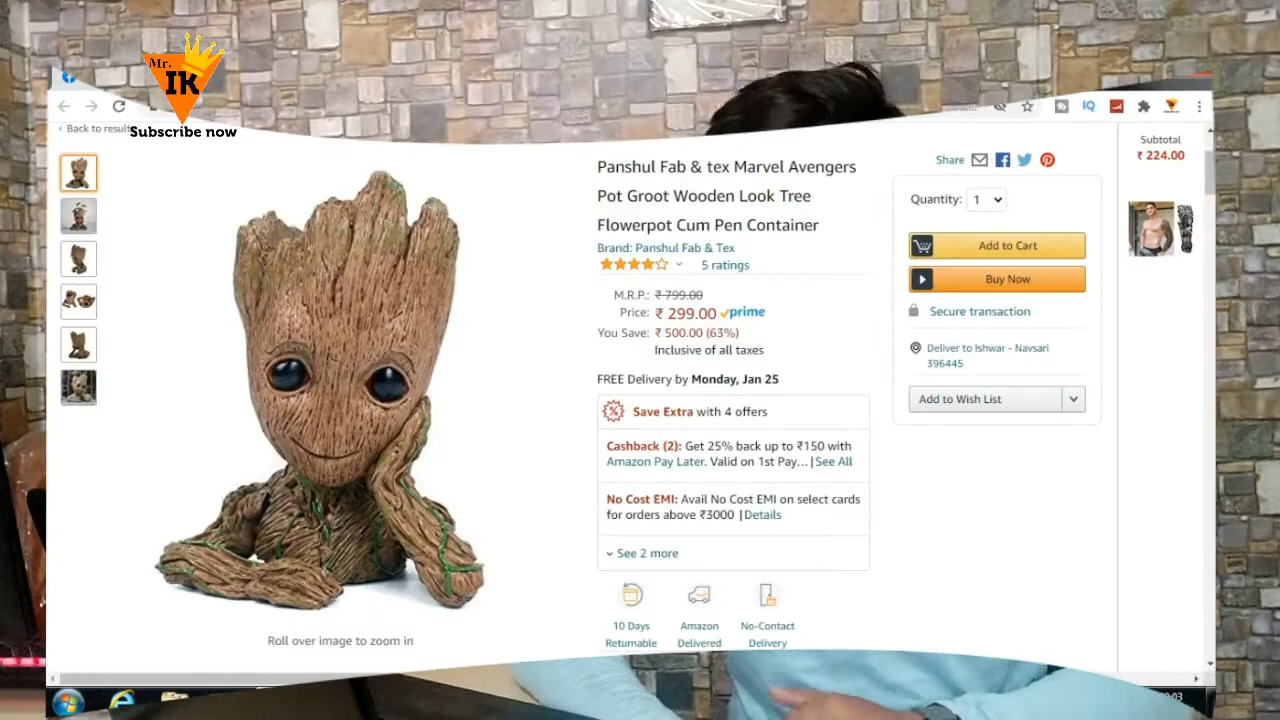 Mr.
IK
Subscribe now
Back to result
Panshul Fab & tex Marvel Avengers
Pot Groot Wooden Look Tree
Flowerpot Cum Pen Container
Brand: Panshul Fab & Tex
5 ratings
M.R.P.: ₹ 799.00
Price: ₹ 299.00 prime
You Save: ₹ 500.00 (63%)
Inclusive of all taxes
FREE Delivery by Monday, Jan 25
Save Extra with 4 offers
Cashback (2): Get 25% back up to ₹150 with
Amazon Pay Later. Valid on 1st Pay... | See All
No Cost EMI: Avail No Cost EMI on select cards
for orders above ₹3000 | Details
See 2 more
10 Days
Returnable
Amazon
Delivered
No-Contact
Delivery
Roll over image to zoom in
Share
Quantity: 1
Add to Cart
Buy Now
Secure transaction
Deliver to Ishwar - Navsari
396445
Add to Wish List
IQ
Subtotal
₹ 224.00